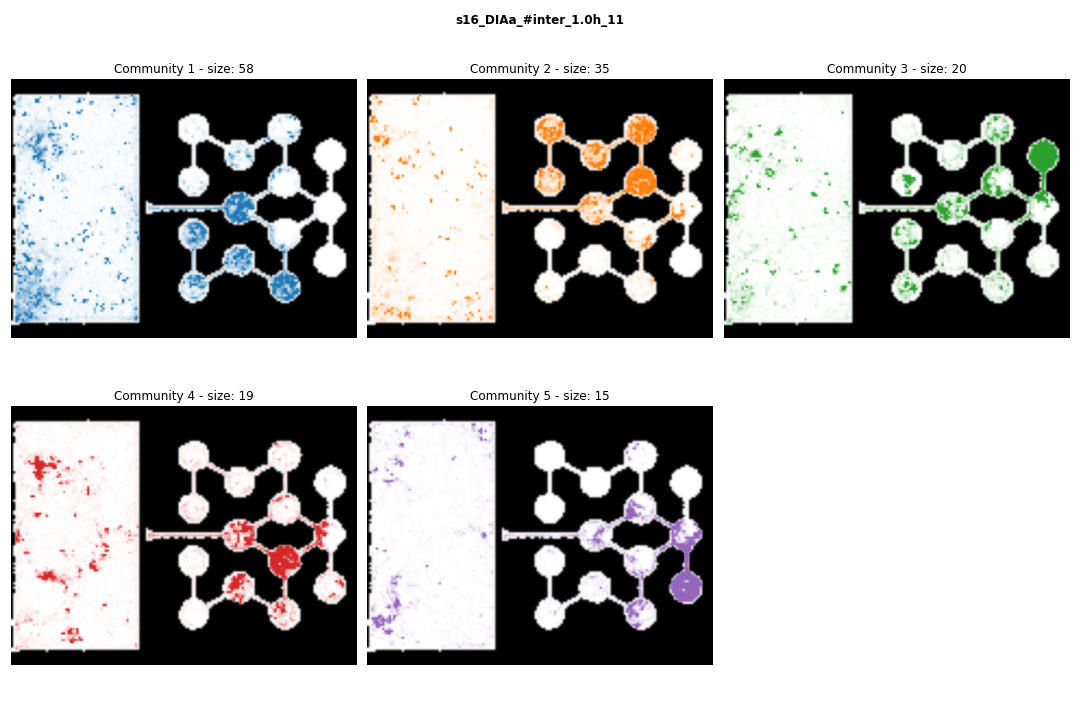 s16_DIAa_#inter_1.0h_11
Community 1 - size: 58
Community 2 - size: 35
Community 3 - size: 20
Community 4 - size: 19
Community 5 - size: 15